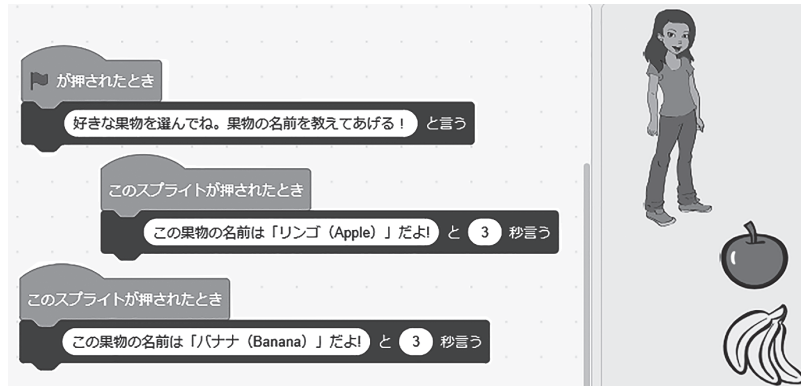 が押されたとき
好きな果物を選んでね。果物の名前を教えてあげる！ と言う
このスプライトが押されたとき
この果物の名前は「リンゴ（Apple）」だよ! と 3 秒言う
このスプライトが押されたとき
この果物の名前は「バナナ（Banana）」だよ! と 3 秒言う